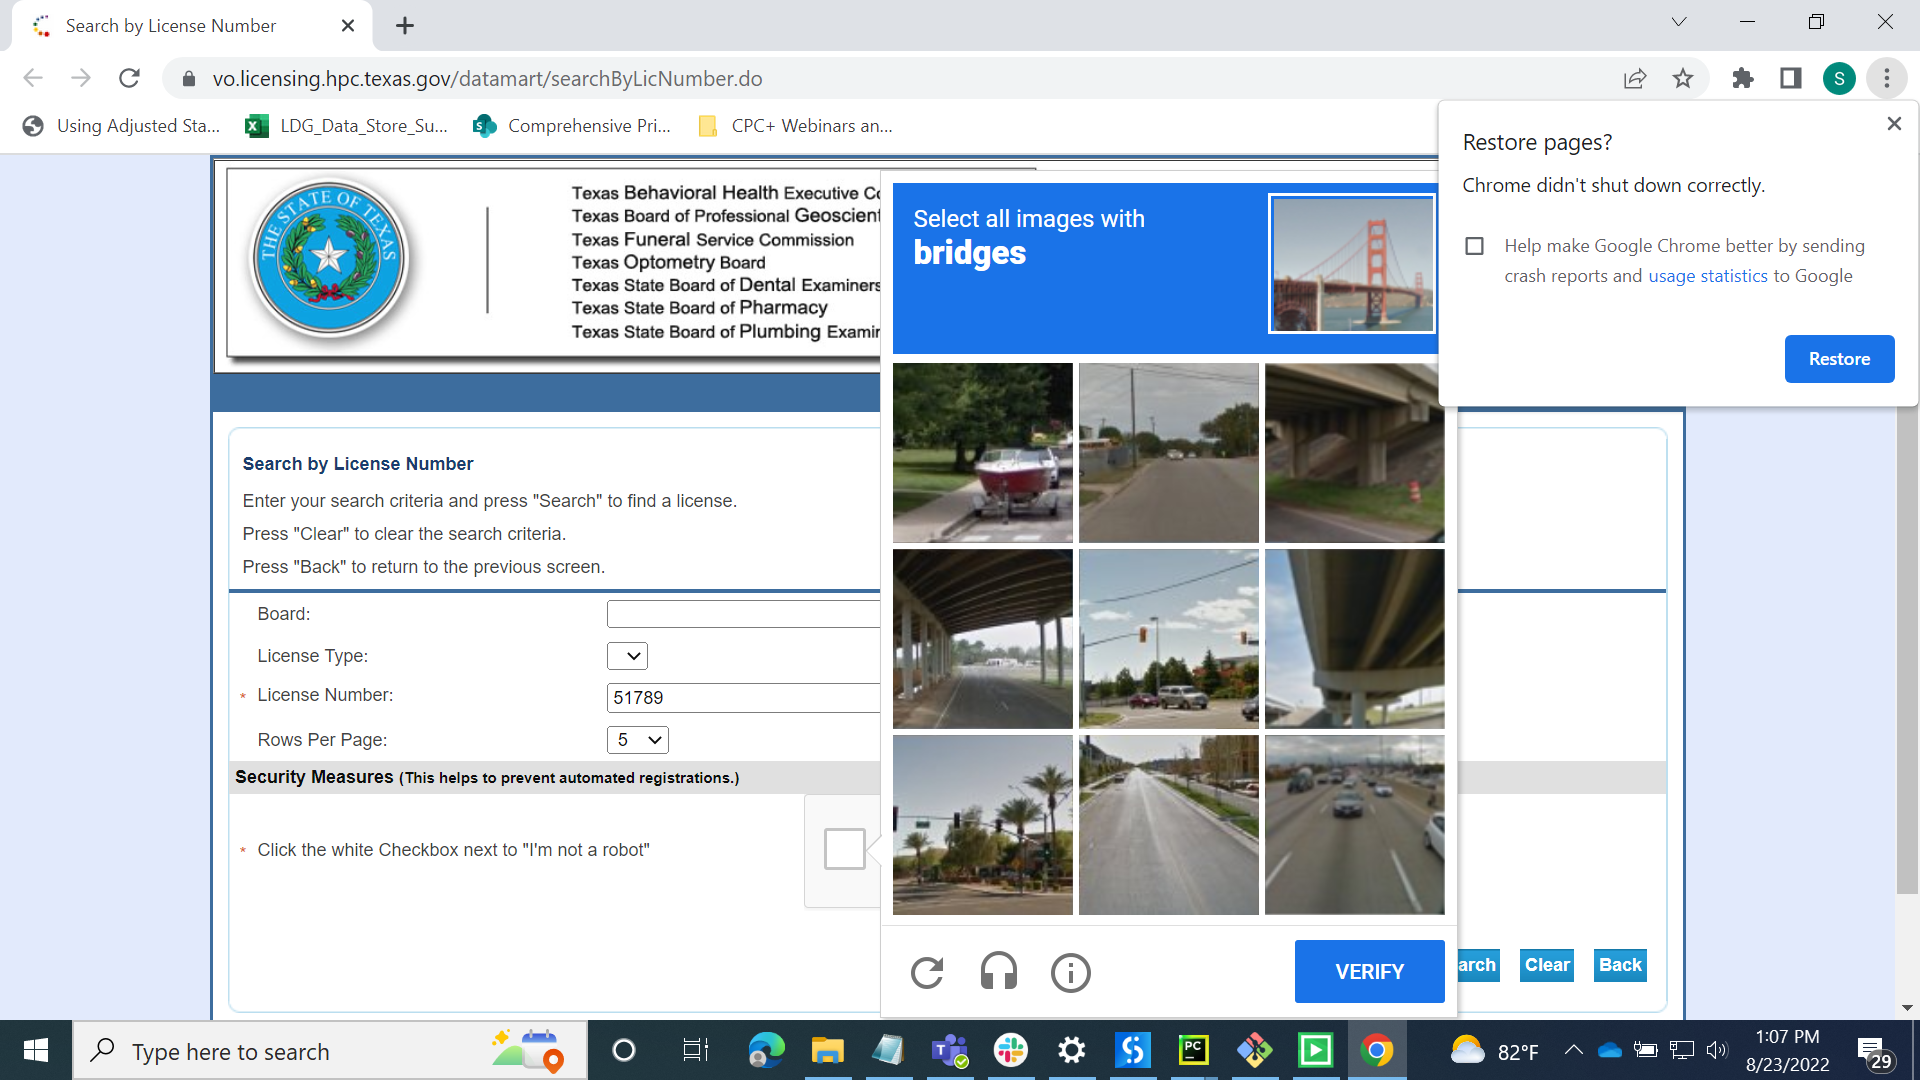 Search by License Number
vo.licensing.hpc.texas.gov/datamart/searchByLicNumber.do
S
Using Adjusted Sta...
LDG_Data_Store_Su...
Comprehensive Pri...
CPC+ Webinars an...
Restore pages?
Chrome didn't shut down correctly.
Help make Google Chrome better by sending
crash reports and usage statistics to Google
Restore
THE STATE OF TEXAS
Texas Behavioral Health Executive Co
Texas Board of Professional Geoscient
Texas Funeral Service Commission
Texas Optometry Board
Texas State Board of Dental Examiners
Texas State Board of Pharmacy
Texas State Board of Plumbing Examin
Select all images with
bridges
Search by License Number
Enter your search criteria and press "Search" to find a license.
Press "Clear" to clear the search criteria.
Press "Back" to return to the previous screen.
Board:
License Type:
* License Number:
51789
Rows Per Page:
5
Security Measures (This helps to prevent automated registrations.)
* Click the white Checkbox next to "I'm not a robot"
VERIFY
arch
Clear
Back
Type here to search
PC
82°F
1:07 PM
8/23/2022
29